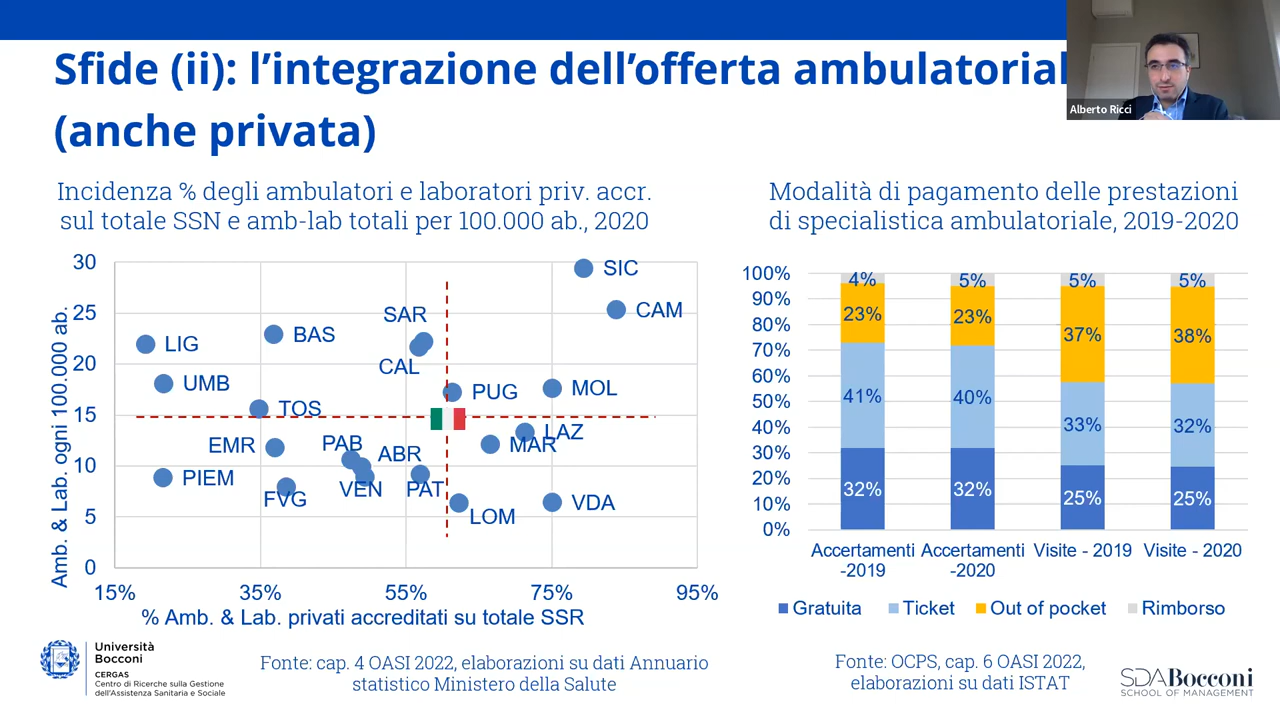 Sfide (ii): l’integrazione dell’offerta ambulatorial
(anche privata)
Alberto Ricci
Incidenza % degli ambulatori e laboratori priv. accr.
sul totale SSN e amb-lab totali per 100.000 ab., 2020
Amb. & Lab. ogni 100.000 ab.
30
25
20
15
10
5
0
15%
35%
55%
75%
95%
SIC
CAM
SAR
BAS
LIG
CAL
UMB
PUG
MOL
TOS
LAZ
MAR
EMR
PAB
ABR
PIEM
VEN
PAT
FVG
LOM
VDA
% Amb. & Lab. privati accreditati su totale SSR
Modalità di pagamento delle prestazioni
di specialistica ambulatoriale, 2019-2020
100%
90%
80%
70%
60%
50%
40%
30%
20%
10%
0%
4%
5%
5%
5%
23%
23%
37%
38%
41%
40%
33%
32%
32%
32%
25%
25%
Accertamenti
-2019
Accertamenti
-2020
Visite - 2019
Visite - 2020
Gratuita
Ticket
Out of pocket
Rimborso
Università
Bocconi
CERGAS
Centro di Ricerche sulla Gestione
dell'Assistenza Sanitaria e Sociale
Fonte: cap. 4 OASI 2022, elaborazioni su dati Annuario
statistico Ministero della Salute
Fonte: OCPS, cap. 6 OASI 2022,
elaborazioni su dati ISTAT
SDABocconi
SCHOOL OF MANAGEMENT